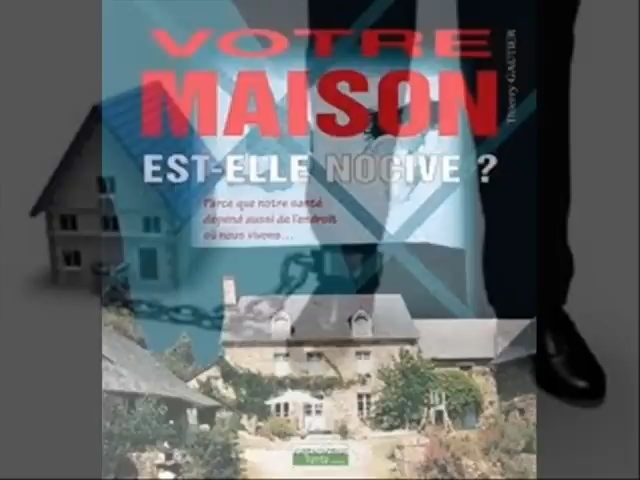 VOTRE
MAISON
EST-ELLE NOCIVE ?
Thierry GAUTIER
Parce que notre santé
dépend aussi de l'endroit
où nous vivons...